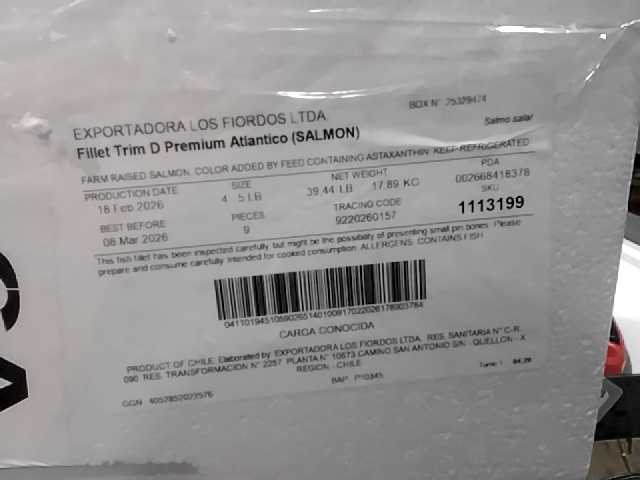 BOX N° 25329474
EXPORTADORA LOS FIORDOS LTDA
Salmo salar
Fillet Trim D Premium Atlantico (SALMON)
FARM RAISED SALMON, COLOR ADDED BY FEED CONTAINING ASTAXANTHIN. KEEP REFRIGERATED
PRODUCTION DATE SIZE NET WEIGHT PDA
18 Feb 2026 4 5 LB 39,44 LB 17,89 KG 002668418378
SKU
BEST BEFORE PIECES TRACING CODE 1113199
08 Mar 2026 9 9220260157
This fish fillet has been inspected carefully, but might be the possibility of presenting small pin bones. Please
prepare and consume carefully. Intended for cooked consumption. ALLERGENS: CONTAINS FISH
CARGA CONOCIDA
PRODUCT OF CHILE. Elaborated by EXPORTADORA LOS FIORDOS LTDA RES. SANITARIA N° C-R
090 RES. TRANSFORMACION N° 2257 PLANTA N° 10673 CAMINO SAN ANTONIO S/N - QUELLON - X
REGION - CHILE
Turno 1 04:20
BAP P10345
GGN 4052852022576